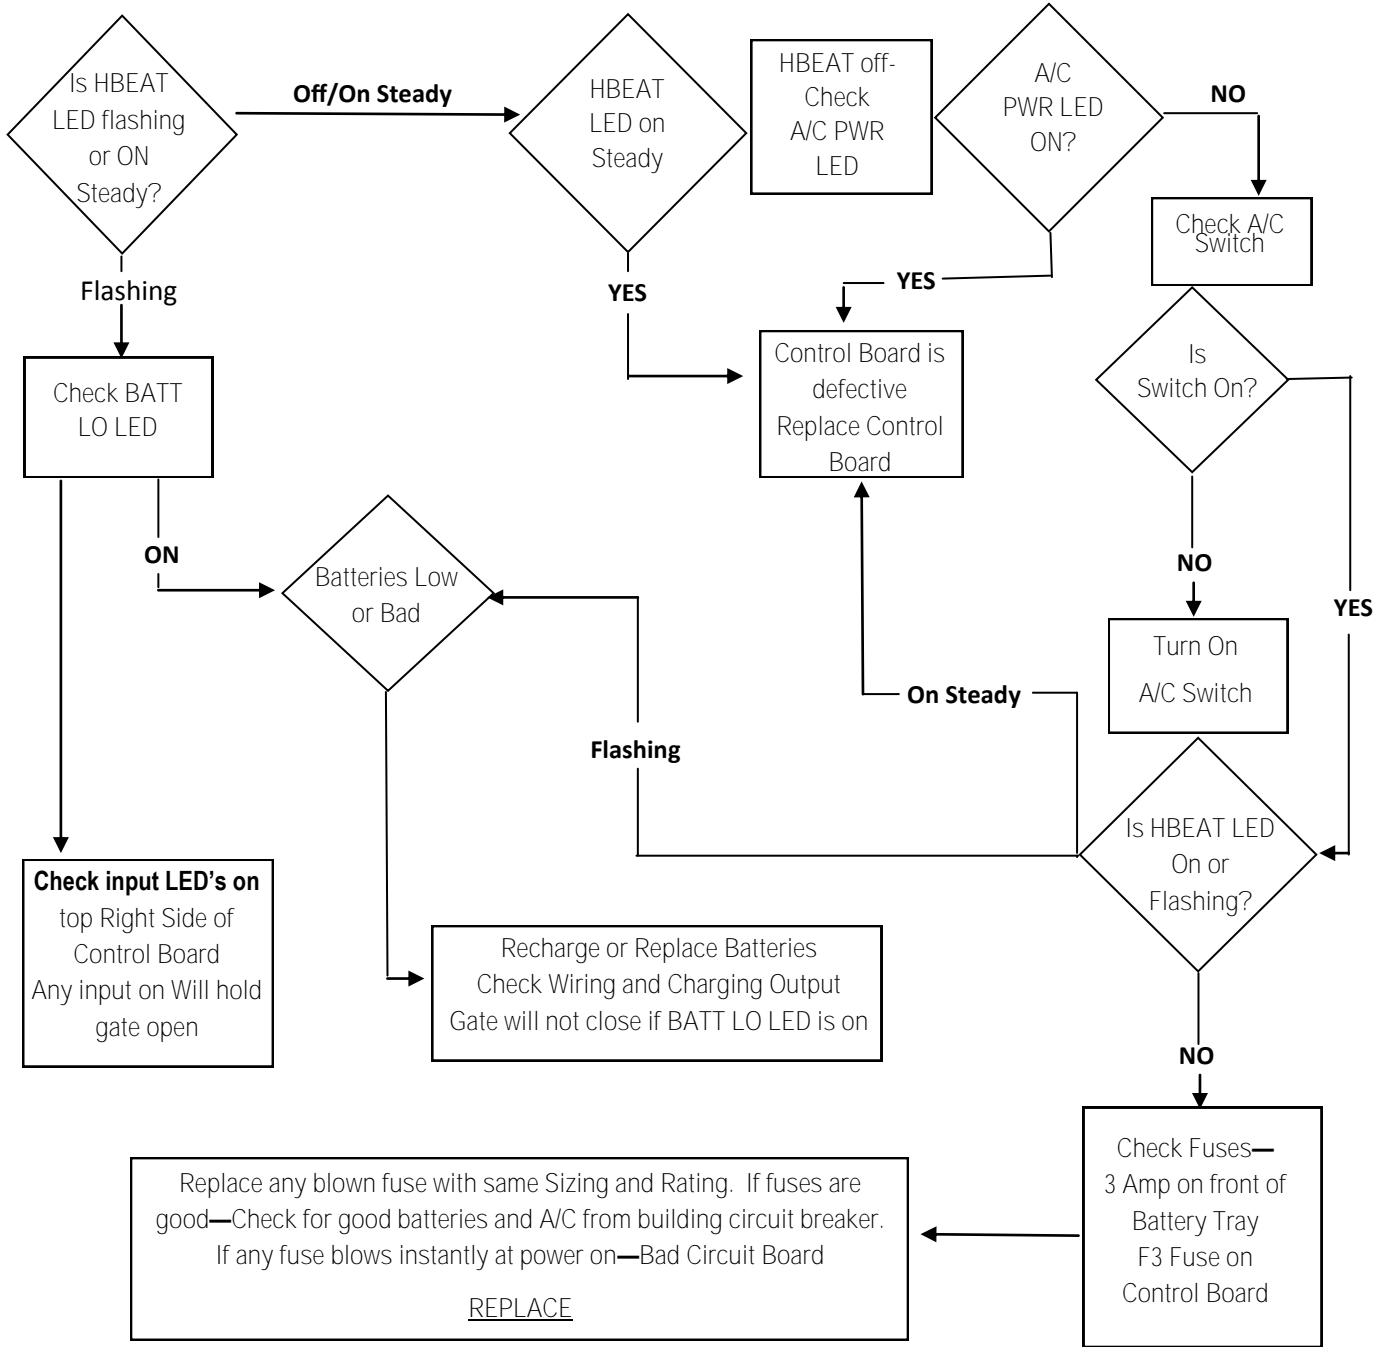 Is HBEAT
LED flashing
or ON
Steady?
Off/On Steady
HBEAT
LED on
Steady
HBEAT off-
Check
A/C PWR
LED
A/C
PWR LED
ON?
NO
Check A/C
Switch
Flashing
YES
YES
Control Board is
defective
Replace Control
Board
Is
Switch On?
Check BATT
LO LED
ON
Batteries Low
or Bad
NO
YES
Turn On
A/C Switch
On Steady
Flashing
Is HBEAT LED
On or
Flashing?
Check input LED's on
top Right Side of
Control Board
Any input on Will hold
gate open
Recharge or Replace Batteries
Check Wiring and Charging Output
Gate will not close if BATT LO LED is on
NO
Check Fuses—
3 Amp on front of
Battery Tray
F3 Fuse on
Control Board
Replace any blown fuse with same Sizing and Rating. If fuses are
good—Check for good batteries and A/C from building circuit breaker.
If any fuse blows instantly at power on—Bad Circuit Board
REPLACE